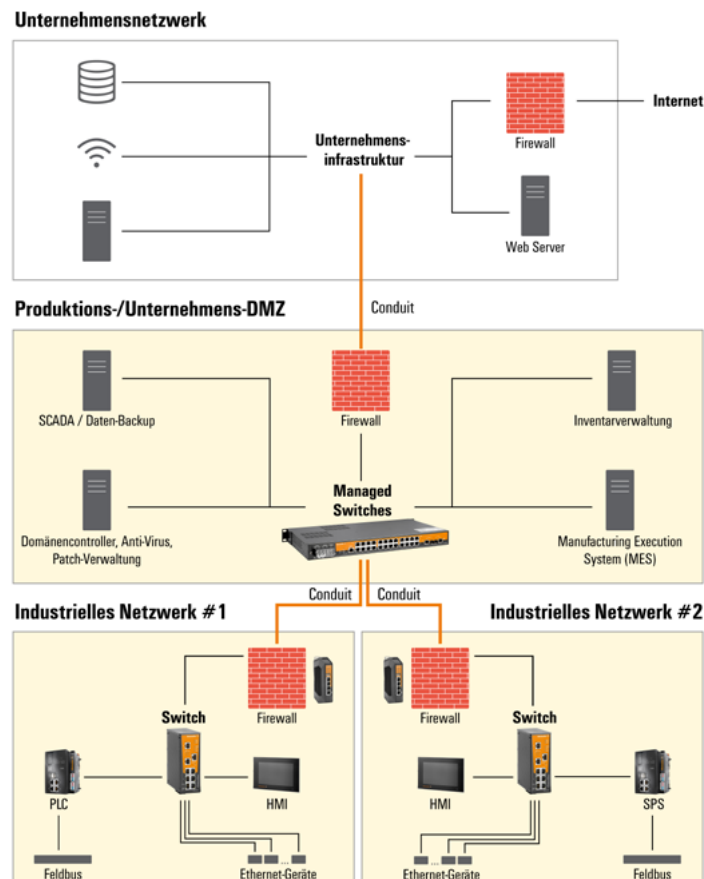 Unternehmensnetzwerk
Internet
Firewall
Unternehmens-
infrastruktur
Web Server
Produktions-/Unternehmens-DMZ
Conduit
SCADA / Daten-Backup
Firewall
Inventarverwaltung
Managed
Switches
Domänencontroller, Anti-Virus,
Patch-Verwaltung
Manufacturing Execution
System (MES)
Conduit
Conduit
Industrielles Netzwerk #1
Industrielles Netzwerk #2
Switch
Firewall
Firewall
Switch
PLC
HMI
HMI
SPS
Feldbus
...
Ethernet-Geräte
...
Ethernet-Geräte
Feldbus